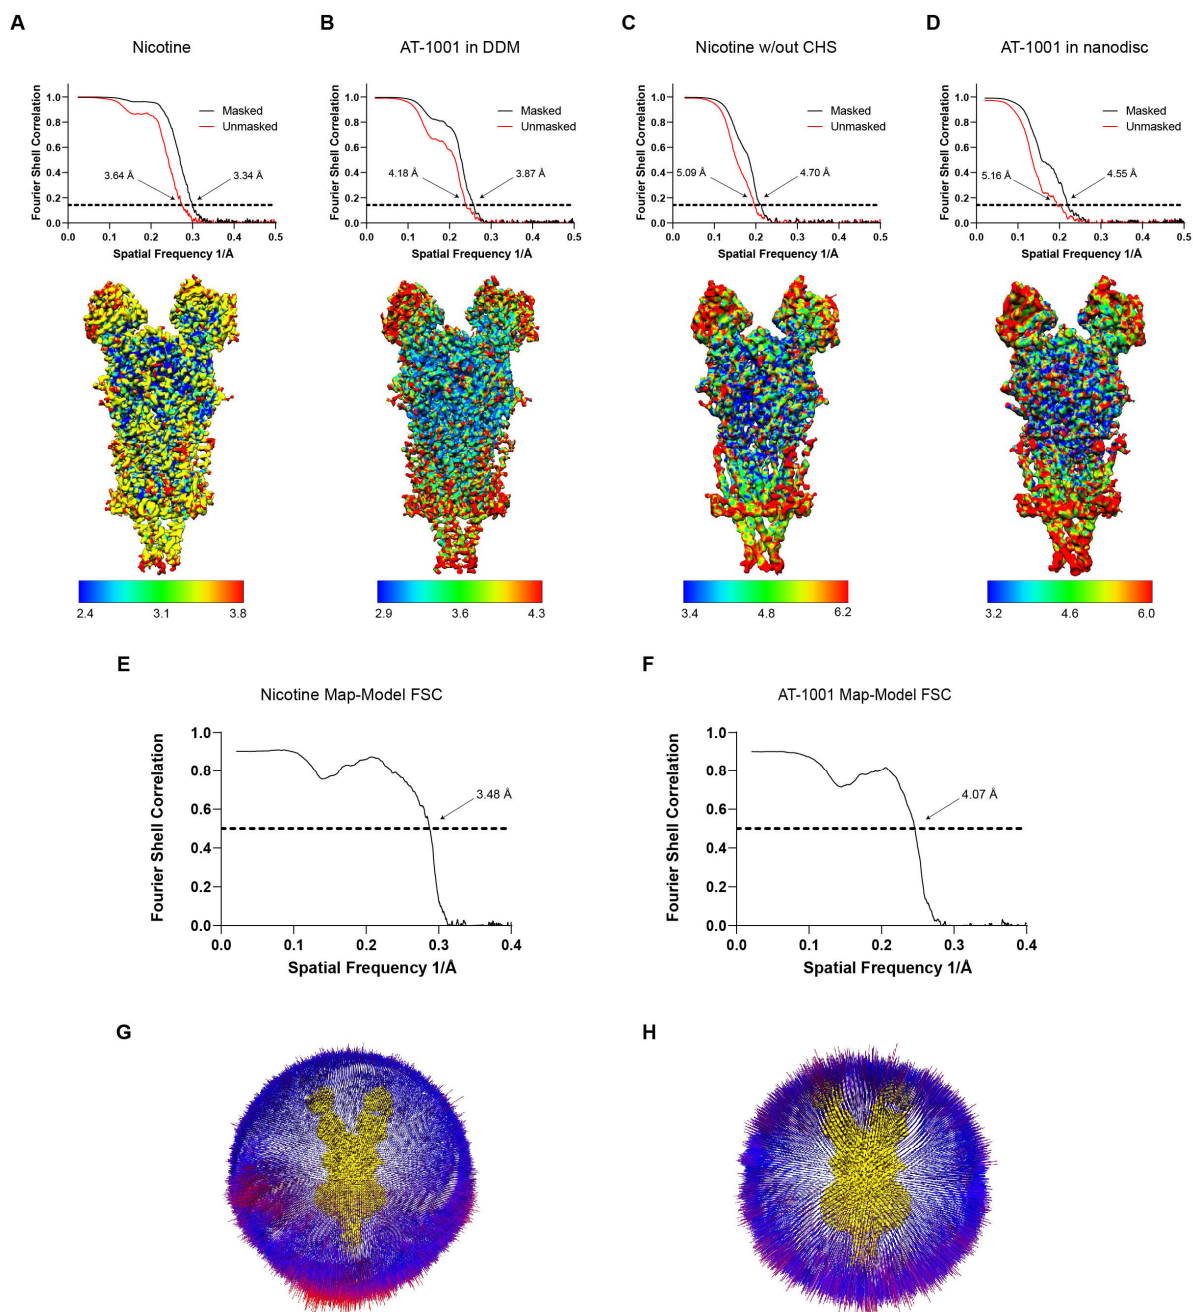 A
Nicotine
Fourier Shell Correlation
1.0
0.8
0.6
0.4
0.2
0.0
Masked
Unmasked
3.64 Å
3.34 Å
0.0 0.1 0.2 0.3 0.4 0.5
Spatial Frequency 1/Å
2.4 3.1 3.8
B
AT-1001 in DDM
Fourier Shell Correlation
1.0
0.8
0.6
0.4
0.2
0.0
Masked
Unmasked
4.18 Å
3.87 Å
0.0 0.1 0.2 0.3 0.4 0.5
Spatial Frequency 1/Å
2.9 3.6 4.3
C
Nicotine w/out CHS
Fourier Shell Correlation
1.0
0.8
0.6
0.4
0.2
0.0
Masked
Unmasked
5.09 Å
4.70 Å
0.0 0.1 0.2 0.3 0.4 0.5
Spatial Frequency 1/Å
3.4 4.8 6.2
D
AT-1001 in nanodisc
Fourier Shell Correlation
1.0
0.8
0.6
0.4
0.2
0.0
Masked
Unmasked
5.16 Å
4.55 Å
0.0 0.1 0.2 0.3 0.4 0.5
Spatial Frequency 1/Å
3.2 4.6 6.0
E
Nicotine Map-Model FSC
Fourier Shell Correlation
1.0
0.8
0.6
0.4
0.2
0.0
3.48 Å
0.0 0.1 0.2 0.3 0.4
Spatial Frequency 1/Å
F
AT-1001 Map-Model FSC
Fourier Shell Correlation
1.0
0.8
0.6
0.4
0.2
0.0
4.07 Å
0.0 0.1 0.2 0.3 0.4
Spatial Frequency 1/Å
G
H